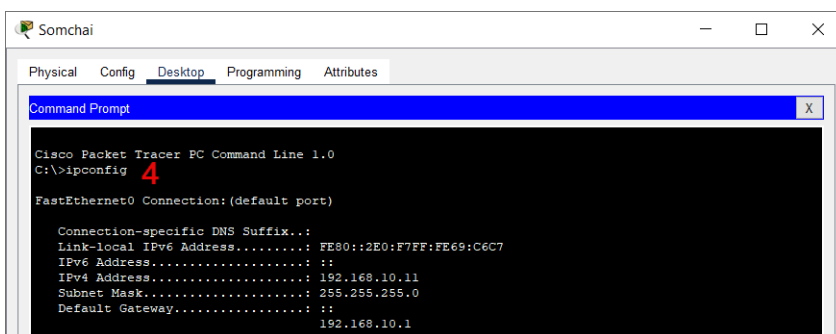 Somchai
Physical Config Desktop Programming Attributes
Command Prompt X
Cisco Packet Tracer PC Command Line 1.0
C:\>ipconfig 4
FastEthernet0 Connection:(default port)
Connection-specific DNS Suffix..:
Link-local IPv6 Address.........: FE80::2E0:F7FF:FE69:C6C7
IPv6 Address....................: ::
IPv4 Address....................: 192.168.10.11
Subnet Mask.....................: 255.255.255.0
Default Gateway.................: ::
192.168.10.1